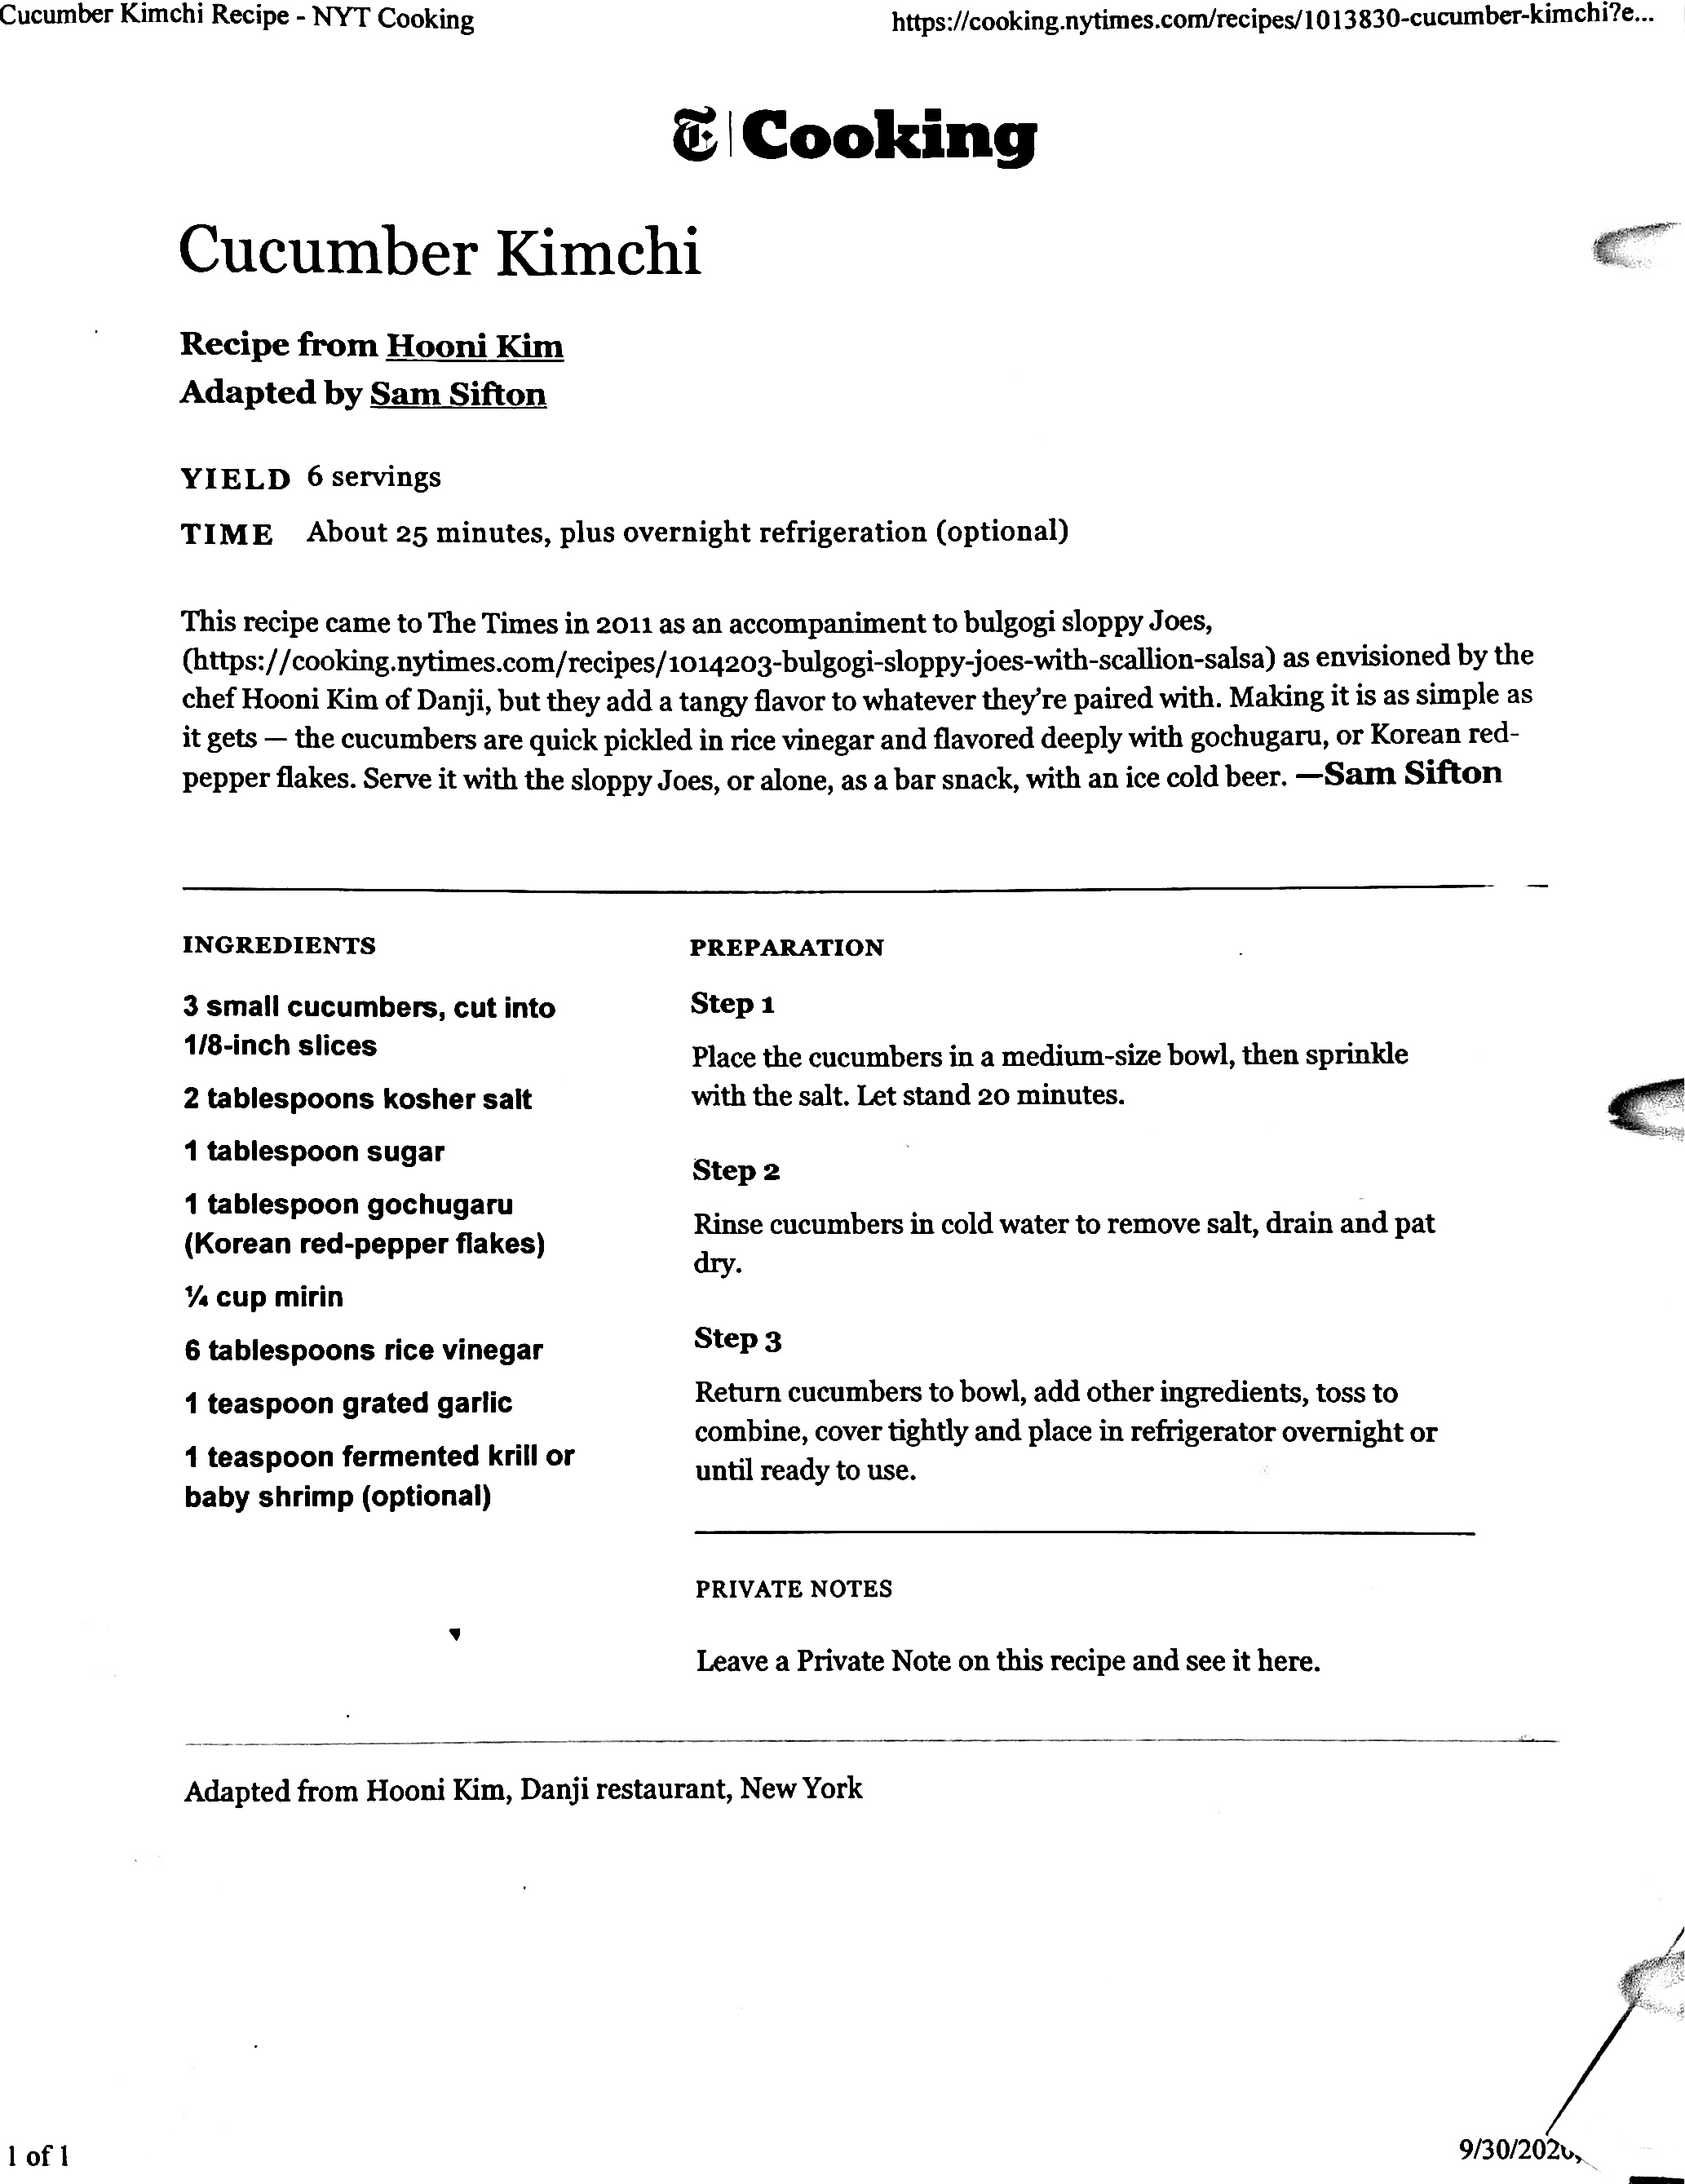 Cucumber Kimchi Recipe - NYT Cooking
https://cooking.nytimes.com/recipes/1013830-cucumber-kimchi?e...
T Cooking
Cucumber Kimchi
Recipe from Hooni Kim
Adapted by Sam Sifton
YIELD 6 servings
TIME About 25 minutes, plus overnight refrigeration (optional)
This recipe came to The Times in 2011 as an accompaniment to bulgogi sloppy Joes,
(https://cooking.nytimes.com/recipes/1014203-bulgogi-sloppy-joes-with-scallion-salsa) as envisioned by the
chef Hooni Kim of Danji, but they add a tangy flavor to whatever they're paired with. Making it is as simple as
it gets — the cucumbers are quick pickled in rice vinegar and flavored deeply with gochugaru, or Korean red-
pepper flakes. Serve it with the sloppy Joes, or alone, as a bar snack, with an ice cold beer. —Sam Sifton
INGREDIENTS
3 small cucumbers, cut into
1/8-inch slices
2 tablespoons kosher salt
1 tablespoon sugar
1 tablespoon gochugaru
(Korean red-pepper flakes)
¼ cup mirin
6 tablespoons rice vinegar
1 teaspoon grated garlic
1 teaspoon fermented krill or
baby shrimp (optional)
PREPARATION
Step 1
Place the cucumbers in a medium-size bowl, then sprinkle
with the salt. Let stand 20 minutes.
Step 2
Rinse cucumbers in cold water to remove salt, drain and pat
dry.
Step 3
Return cucumbers to bowl, add other ingredients, toss to
combine, cover tightly and place in refrigerator overnight or
until ready to use.
PRIVATE NOTES
Leave a Private Note on this recipe and see it here.
Adapted from Hooni Kim, Danji restaurant, New York
1 of 1